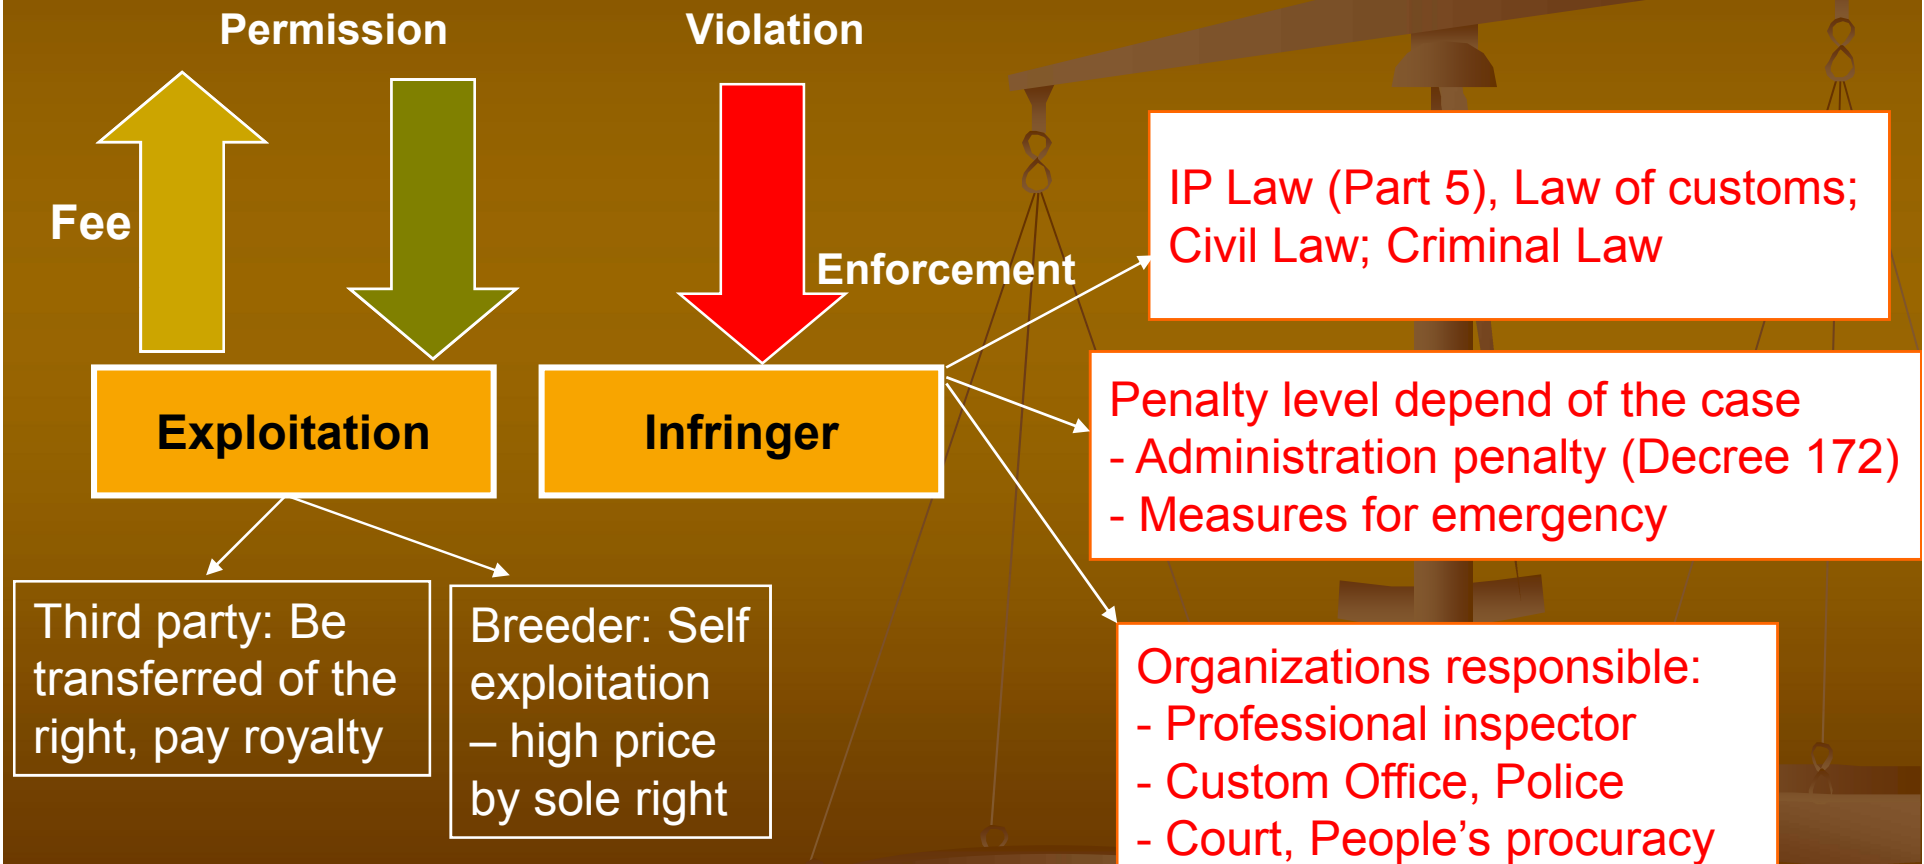 Permission
Violation
Fee
Enforcement
Exploitation
Infringer
Third party: Be
transferred of the
right, pay royalty
Breeder: Self
exploitation
– high price
by sole right
IP Law (Part 5), Law of customs;
Civil Law; Criminal Law
Penalty level depend of the case
- Administration penalty (Decree 172)
- Measures for emergency
Organizations responsible:
- Professional inspector
- Custom Office, Police
- Court, People’s procuracy